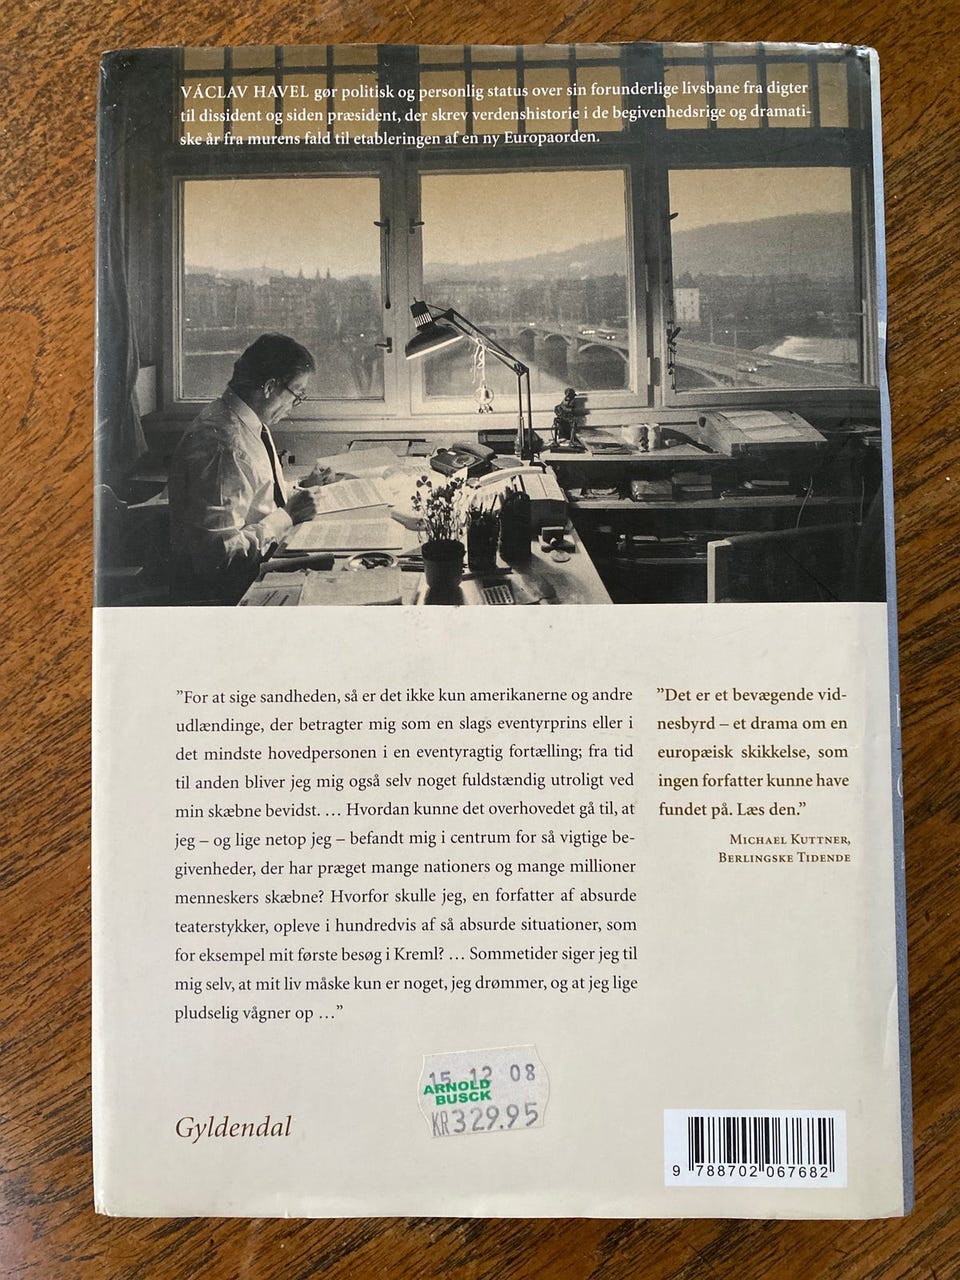 VÁCLAV HAVEL gør politisk og personlig status over sin forunderlige livsbane fra digter
til dissident og siden præsident, der skrev verdenshistorie i de begivenhedsrige og dramati-
ske år fra murens fald til etableringen af en ny Europaorden.
”For at sige sandheden, så er det ikke kun amerikanerne og andre
udlændinge, der betragter mig som en slags eventyrprins eller i
det mindste hovedpersonen i en eventyragtig fortælling; fra tid
til anden bliver jeg mig også selv noget fuldstændig utroligt ved
min skæbne bevidst. … Hvordan kunne det overhovedet gå til, at
jeg – og lige netop jeg – befandt mig i centrum for så vigtige be-
givenheder, der har præget mange nationers og mange millioner
menneskers skæbne? Hvorfor skulle jeg, en forfatter af absurde
teaterstykker, opleve i hundredvis af så absurde situationer, som
for eksempel mit første besøg i Kreml? … Sommetider siger jeg til
mig selv, at mit liv måske kun er noget, jeg drømmer, og at jeg lige
pludselig vågner op …”
”Det er et bevægende vid-
nesbyrd – et drama om en
europæisk skikkelse, som
ingen forfatter kunne have
fundet på. Læs den.”
MICHAEL KUTTNER,
BERLINGSKE TIDENDE
15 12 08
ARNOLD
BUSCK
KR329.95
Gyldendal
9 788702 067682